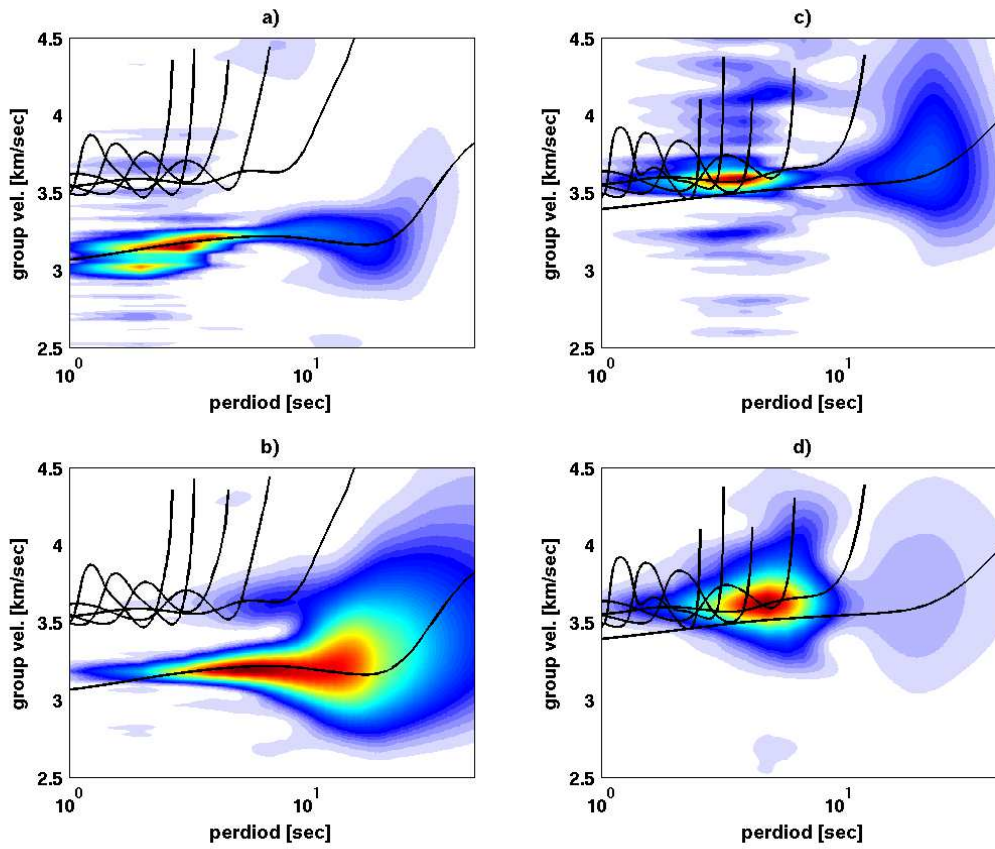 a)
4.5
4
3.5
3
2.5
group vel. [km/sec]
10^0
10^1
perdiod [sec]
c)
4.5
4
3.5
3
2.5
group vel. [km/sec]
10^0
10^1
perdiod [sec]
b)
4.5
4
3.5
3
2.5
group vel. [km/sec]
10^0
10^1
perdiod [sec]
d)
4.5
4
3.5
3
2.5
group vel. [km/sec]
10^0
10^1
perdiod [sec]